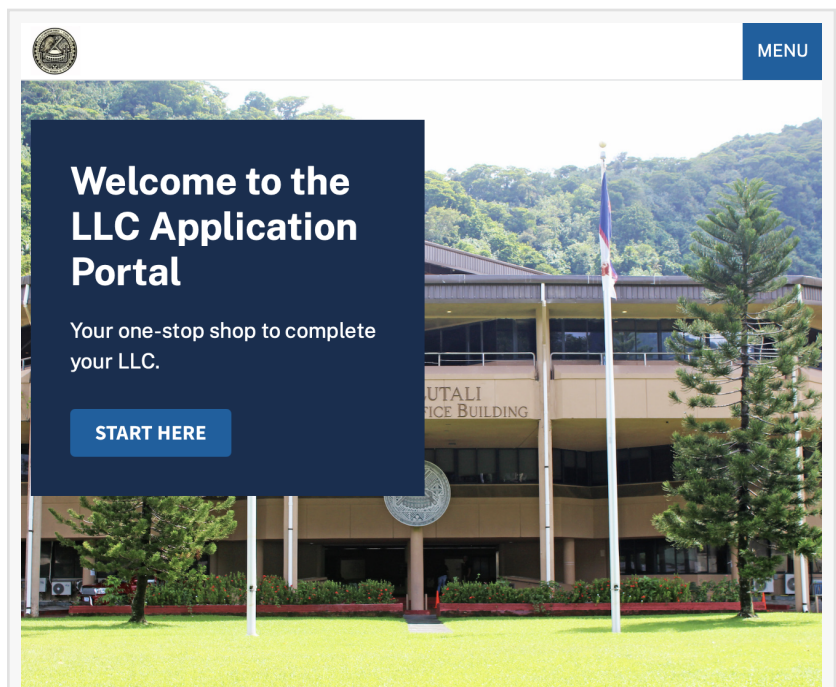 MENU
Welcome to the
LLC Application
Portal
Your one-stop shop to complete
your LLC.
START HERE
UTALI
FICE BUILDING